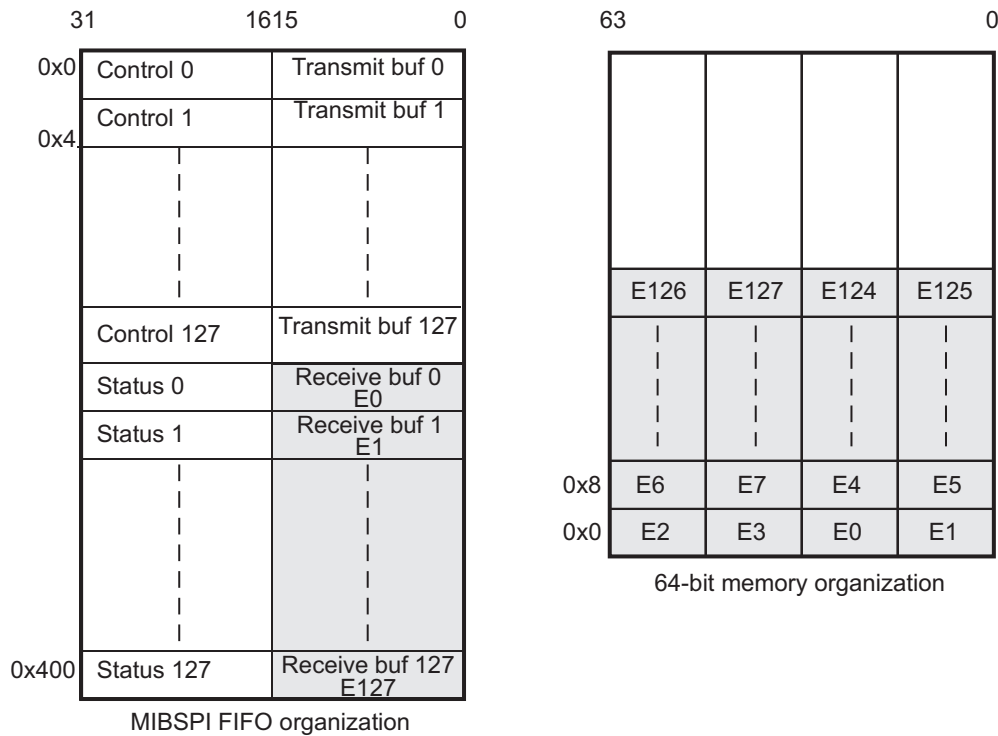 31 1615 0
0x0 Control 0 Transmit buf 0
Control 1 Transmit buf 1
0x4
Control 127 Transmit buf 127
Status 0 Receive buf 0
E0
Status 1 Receive buf 1
E1
0x400 Status 127 Receive buf 127
E127
MIBSPI FIFO organization
63 0
E126 E127 E124 E125
0x8 E6 E7 E4 E5
0x0 E2 E3 E0 E1
64-bit memory organization